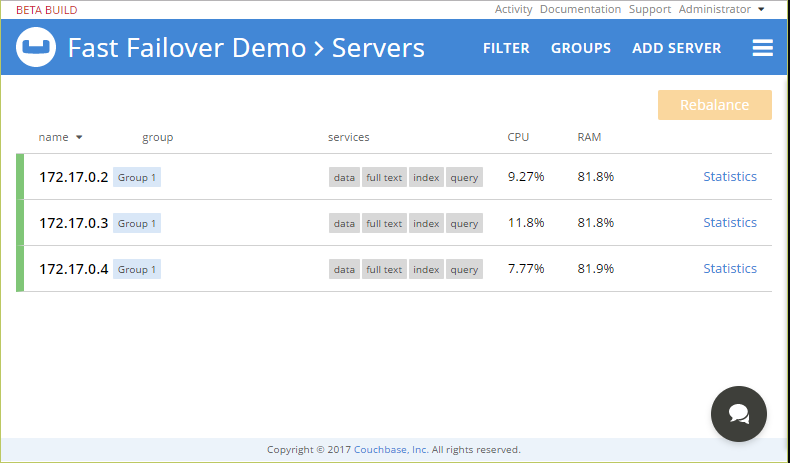 BETA BUILD Activity Documentation Support Administrator
Fast Failover Demo > Servers FILTER GROUPS ADD SERVER
Rebalance
name group services CPU RAM
172.17.0.2 Group 1 data full text index query 9.27% 81.8% Statistics
172.17.0.3 Group 1 data full text index query 11.8% 81.8% Statistics
172.17.0.4 Group 1 data full text index query 7.77% 81.9% Statistics
Copyright © 2017 Couchbase, Inc. All rights reserved.